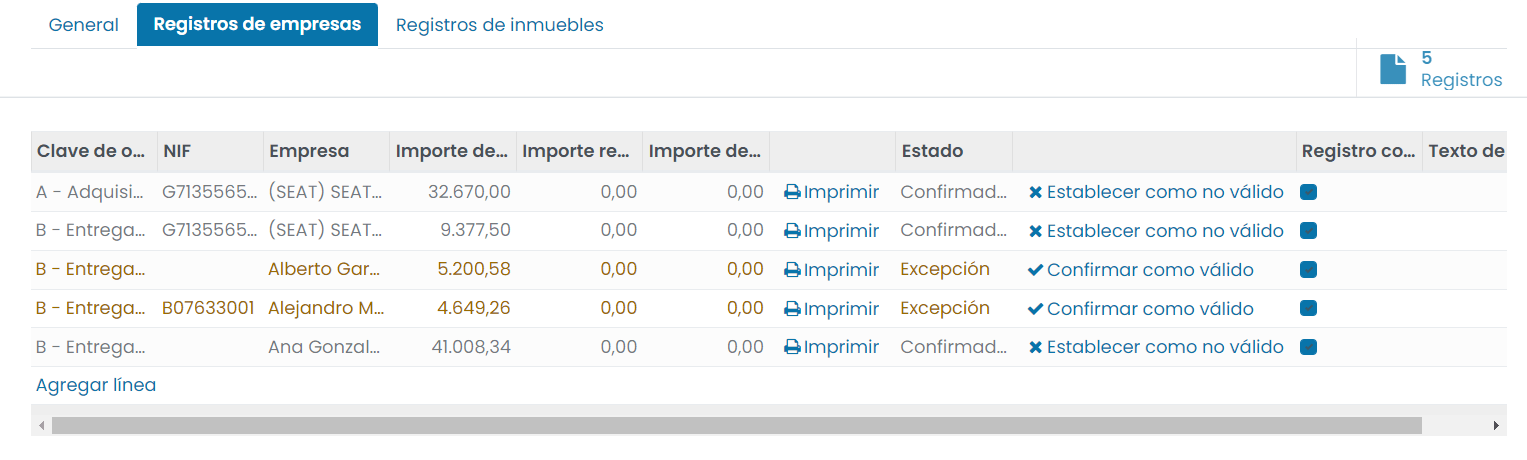 General Registros de empresas Registros de inmuebles
5
Registros
Clave de o... NIF Empresa Importe de... Importe re... Importe de... Estado Registro co... Texto de
A - Adquisi... G7135565... (SEAT) SEAT... 32.670,00 0,00 0,00 Imprimir Confirmad... Establecer como no válido
B - Entrega... G7135565... (SEAT) SEAT... 9.377,50 0,00 0,00 Imprimir Confirmad... Establecer como no válido
B - Entrega... Alberto Gar... 5.200,58 0,00 0,00 Imprimir Excepción Confirmar como válido
B - Entrega... B07633001 Alejandro M... 4.649,26 0,00 0,00 Imprimir Excepción Confirmar como válido
B - Entrega... Ana Gonzal... 41.008,34 0,00 0,00 Imprimir Confirmad... Establecer como no válido
Agregar línea